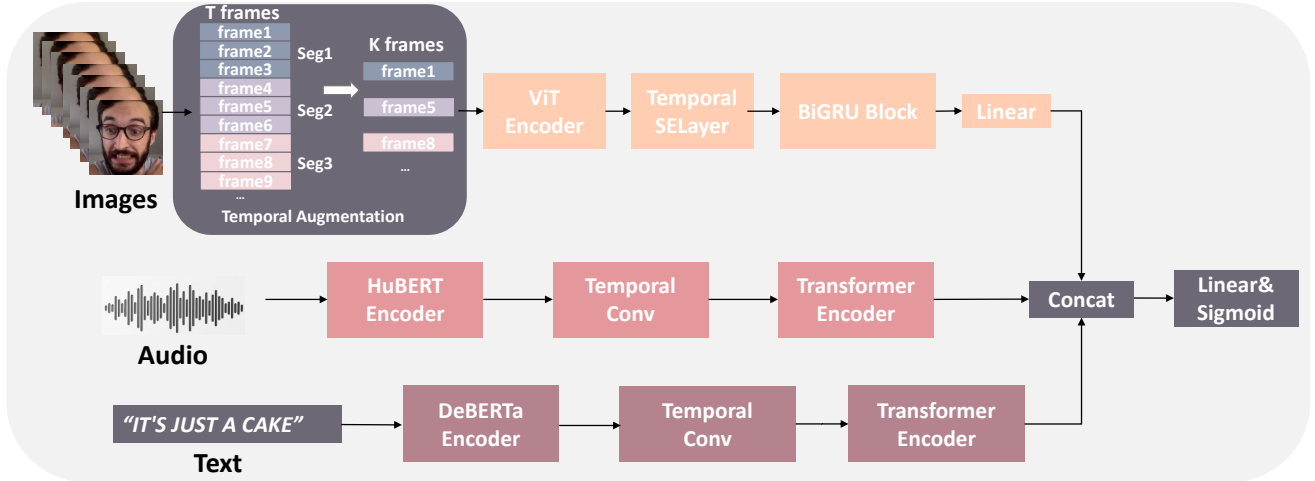 T frames
frame1
frame2
frame3
frame4
frame5
frame6
frame7
frame8
frame9
...
Seg1
Seg2
Seg3
K frames
frame1
frame5
frame8
...
Temporal Augmentation
Images
ViT
Encoder
Temporal
SELayer
BiGRU Block
Linear
HuBERT
Encoder
Temporal
Conv
Transformer
Encoder
Audio
Concat
Linear&
Sigmoid
"IT'S JUST A CAKE"
Text
DeBERTa
Encoder
Temporal
Conv
Transformer
Encoder